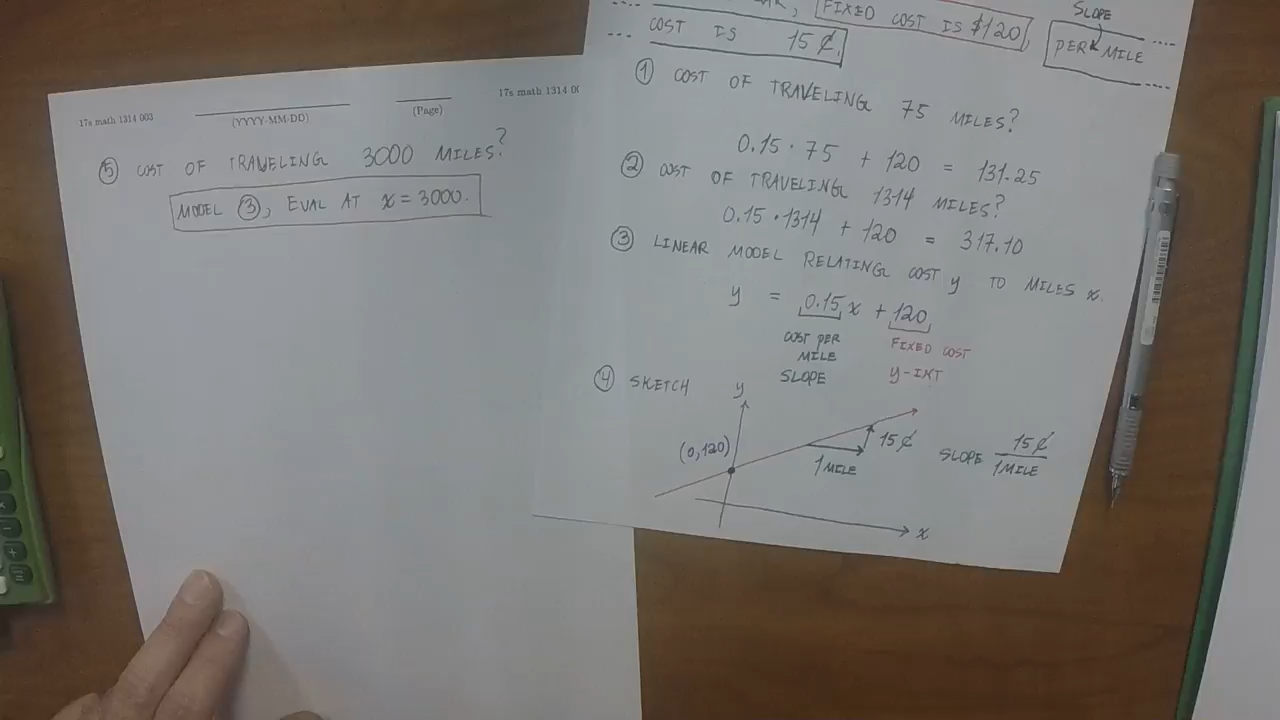 17s math 1314 003
(YYYY-MM-DD)
(Page)
17s math 1314 00
⑤ COST OF TRAVELING 3000 MILES?
MODEL ③, EVAL AT x = 3000.
FIXED COST IS $120,
SLOPE
COST IS 15 ¢. PER MILE
① COST OF TRAVELING 75 MILES?
0.15 · 75 + 120 = 131.25
② COST OF TRAVELING 1314 MILES?
0.15 · 1314 + 120 = 317.10
③ LINEAR MODEL RELATING COST y TO MILES x.
y = 0.15 x + 120
COST PER MILE
SLOPE
FIXED COST
y-INT
④ SKETCH
y
(0,120)
1 MILE
15 ¢
SLOPE 15 ¢ / 1 MILE
x